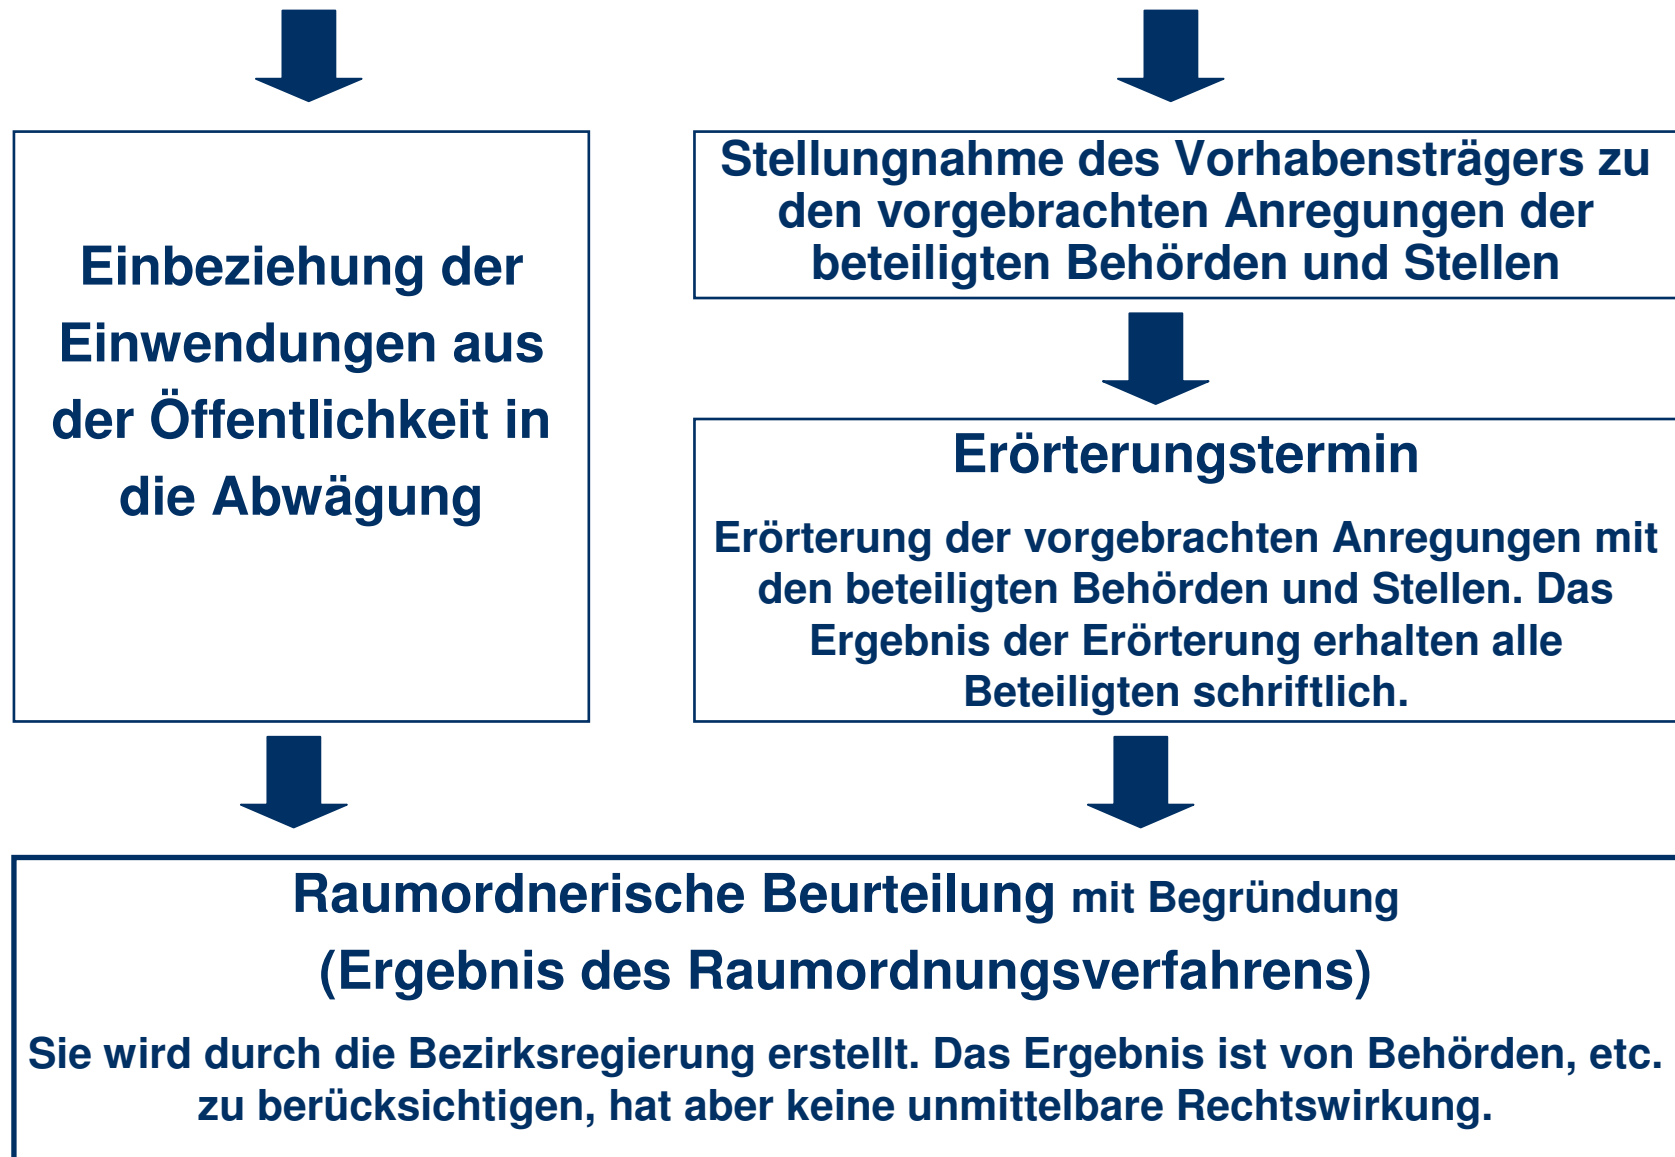 Einbeziehung der
Einwendungen aus
der Öffentlichkeit in
die Abwägung
Stellungnahme des Vorhabensträgers zu
den vorgebrachten Anregungen der
beteiligten Behörden und Stellen
Erörterungstermin
Erörterung der vorgebrachten Anregungen mit
den beteiligten Behörden und Stellen. Das
Ergebnis der Erörterung erhalten alle
Beteiligten schriftlich.
Raumordnerische Beurteilung mit Begründung
(Ergebnis des Raumordnungsverfahrens)
Sie wird durch die Bezirksregierung erstellt. Das Ergebnis ist von Behörden, etc.
zu berücksichtigen, hat aber keine unmittelbare Rechtswirkung.